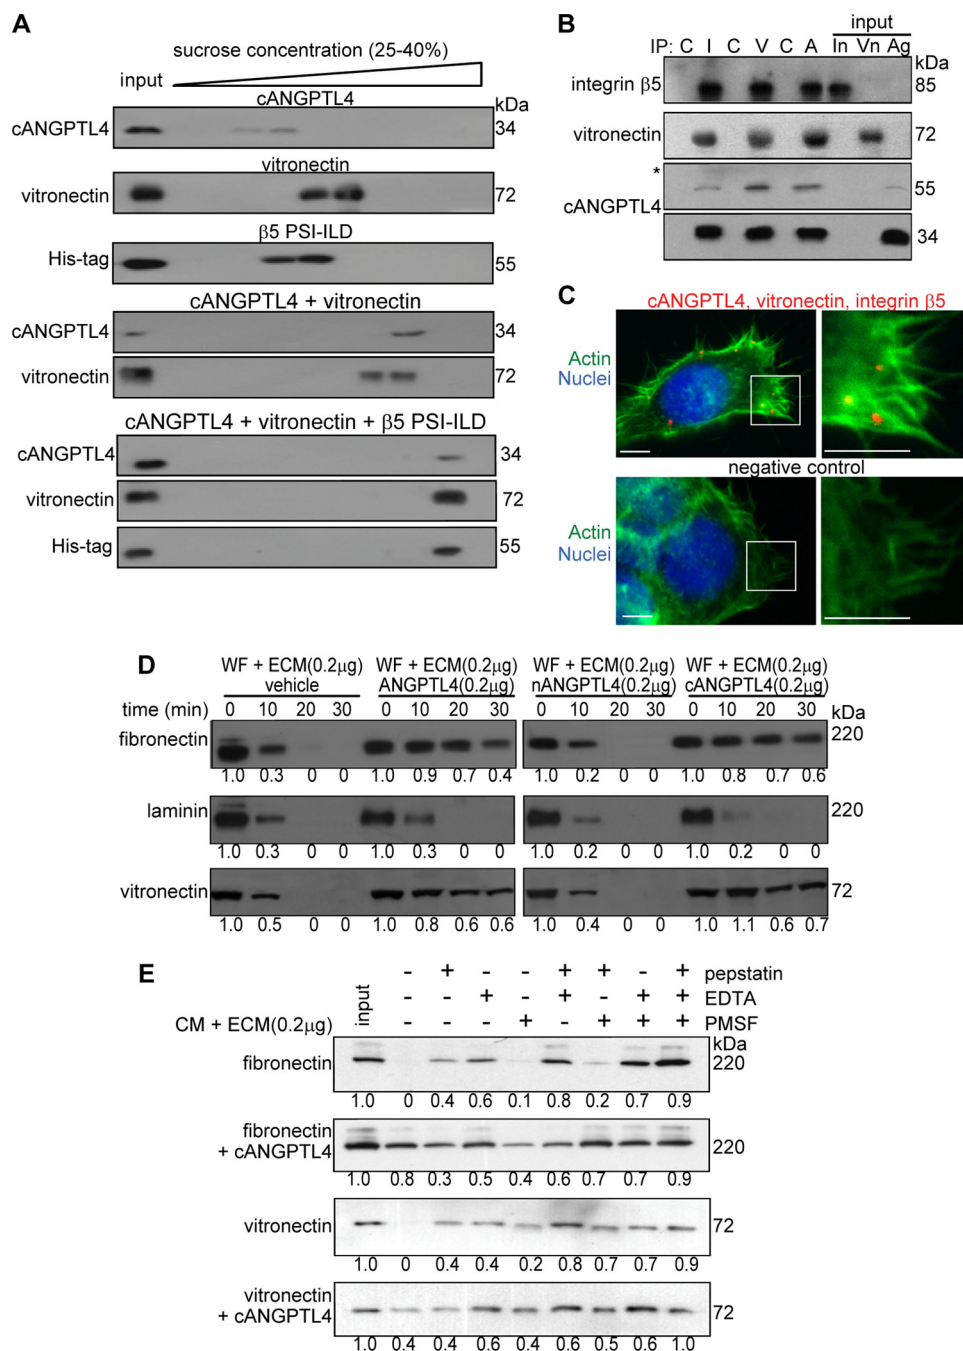 A
sucrose concentration (25-40%)
input
cANGPTL4
kDa
cANGPTL4 34
vitronectin
vitronectin 72
β5 PSI-ILD
His-tag 55
cANGPTL4 + vitronectin
cANGPTL4 34
vitronectin 72
cANGPTL4 + vitronectin + β5 PSI-ILD
cANGPTL4 34
vitronectin 72
His-tag 55
B
input
IP: C I C V C A In Vn Ag
kDa
integrin β5 85
vitronectin 72
*
55
cANGPTL4
34
C
cANGPTL4, vitronectin, integrin β5
Actin
Nuclei
negative control
Actin
Nuclei
D
WF + ECM(0.2μg) WF + ECM(0.2μg) WF + ECM(0.2μg) WF + ECM(0.2μg)
vehicle ANGPTL4(0.2μg) nANGPTL4(0.2μg) cANGPTL4(0.2μg)
time (min) 0 10 20 30 0 10 20 30 0 10 20 30 0 10 20 30
kDa
fibronectin 220
1.0 0.3 0 0 1.0 0.9 0.7 0.4 1.0 0.2 0 0 1.0 0.8 0.7 0.6
laminin 220
1.0 0.3 0 0 1.0 0.3 0 0 1.0 0.2 0 0 1.0 0.2 0 0
vitronectin 72
1.0 0.5 0 0 1.0 0.8 0.6 0.6 1.0 0.4 0 0 1.0 1.1 0.6 0.7
E
input
- + - - + + - + pepstatin
- - + - + - + + EDTA
CM + ECM(0.2μg) - - - + - + + + PMSF
kDa
fibronectin 220
1.0 0 0.4 0.6 0.1 0.8 0.2 0.7 0.9
fibronectin
+ cANGPTL4 220
1.0 0.8 0.3 0.5 0.4 0.6 0.7 0.7 0.9
vitronectin 72
1.0 0 0.4 0.4 0.2 0.8 0.7 0.7 0.9
vitronectin
+ cANGPTL4 72
1.0 0.4 0.4 0.6 0.4 0.6 0.5 0.6 1.0